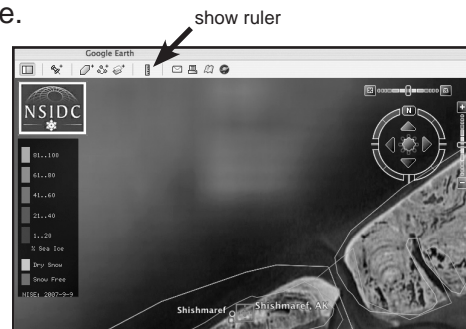 e.
show ruler
Google Earth
N
NSIDC
81..100
61..80
41..60
21..40
1..20
% Sea Ice
Dry Snow
Snow Free
NISE: 2007-9-9
Shishmaref
Shishmaref, AK